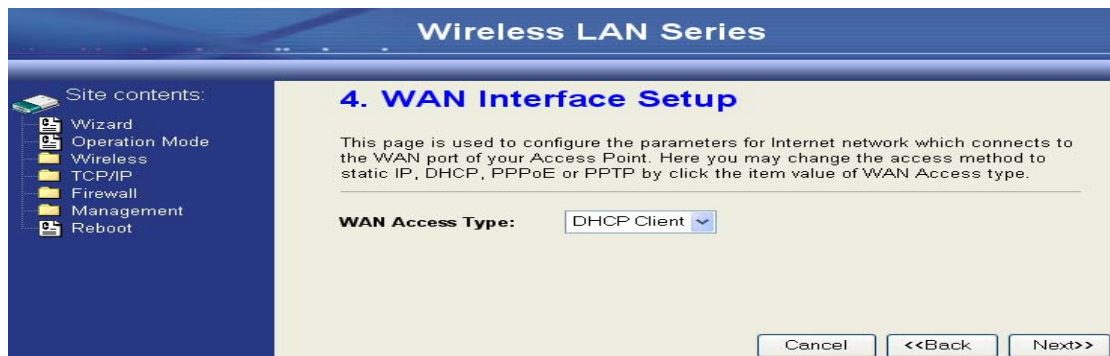 Wireless LAN Series
Site contents:
Wizard
Operation Mode
Wireless
TCP/IP
Firewall
Management
Reboot
4. WAN Interface Setup
This page is used to configure the parameters for Internet network which connects to
the WAN port of your Access Point. Here you may change the access method to
static IP, DHCP, PPPoE or PPTP by click the item value of WAN Access type.
WAN Access Type: DHCP Client
Cancel <<Back Next>>